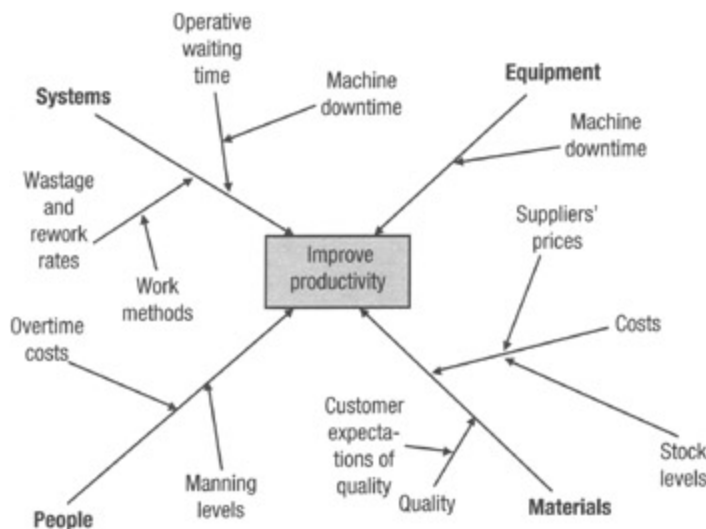 Operative
waiting
time
Systems
Machine
downtime
Equipment
Machine
downtime
Wastage
and
rework
rates
Work
methods
Improve
productivity
Suppliers'
prices
Costs
Overtime
costs
Manning
levels
People
Customer
expecta-
tions of
quality
Quality
Materials
Stock
levels